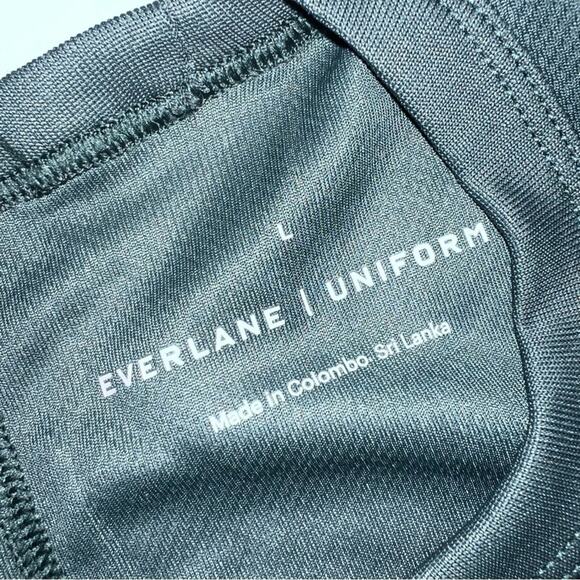 L
EVERLANE | UNIFORM
Made in Colombo, Sri Lanka